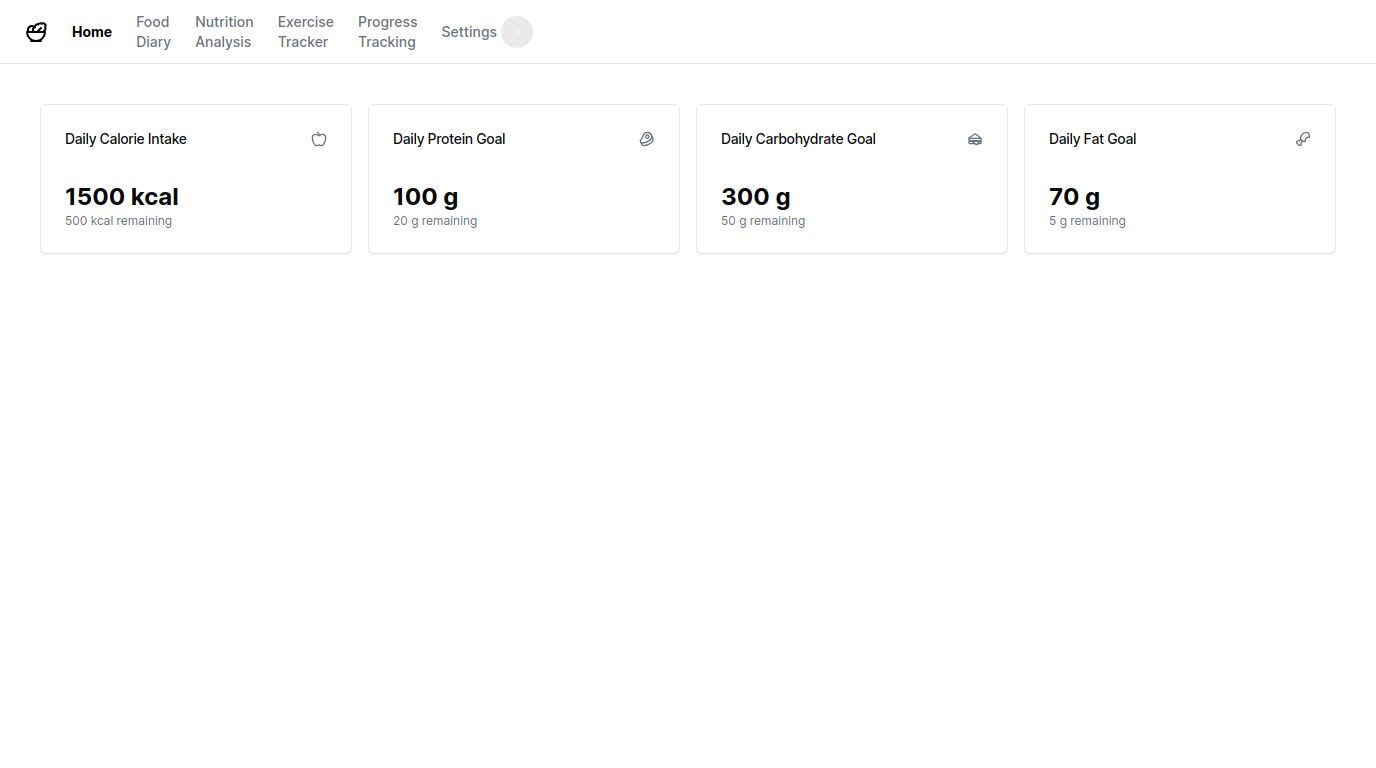 Home
Food
Diary
Nutrition
Analysis
Exercise
Tracker
Progress
Tracking
Settings
Daily Calorie Intake
1500 kcal
500 kcal remaining
Daily Protein Goal
100 g
20 g remaining
Daily Carbohydrate Goal
300 g
50 g remaining
Daily Fat Goal
70 g
5 g remaining